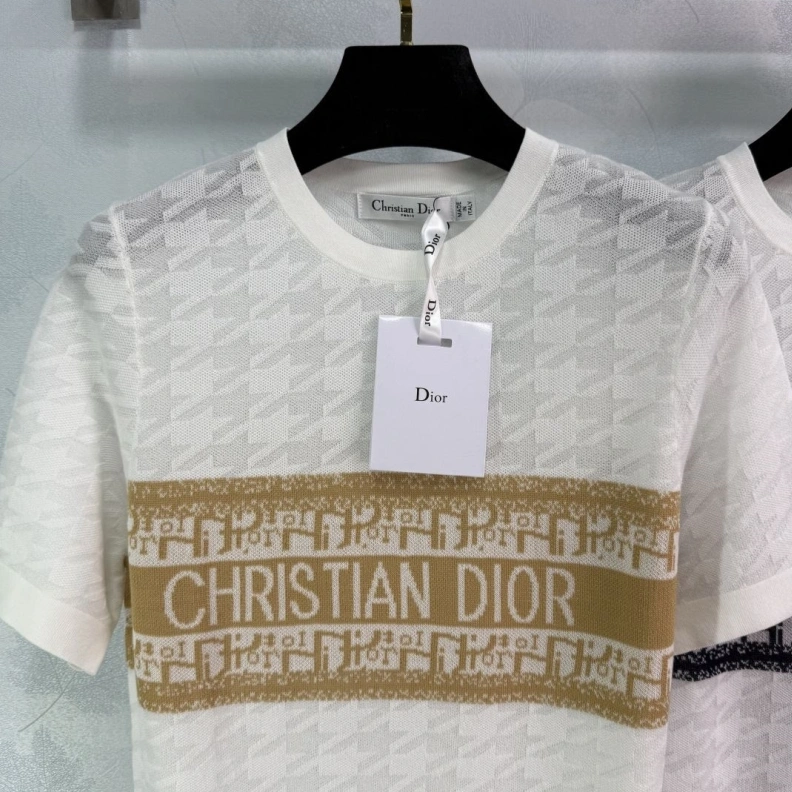 Christian Dior
PARIS
MADE
IN
ITALY
Dior
Dior
Dior
CHRISTIAN DIOR